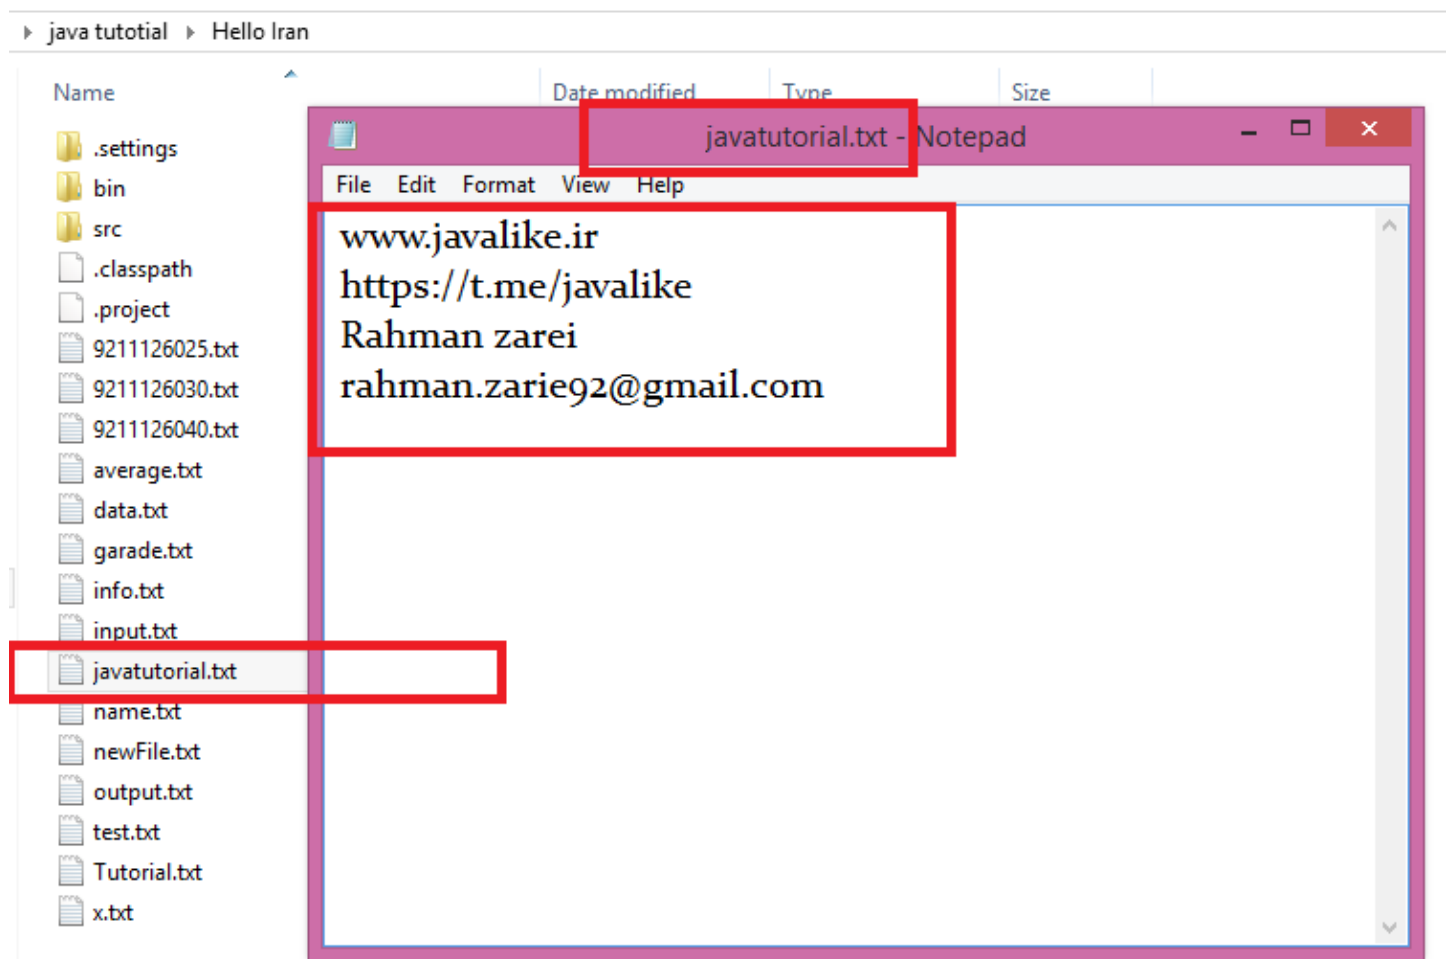 java tutotial Hello Iran
Name Date modified Type Size
.settings
bin
src
.classpath
.project
9211126025.txt
9211126030.txt
9211126040.txt
average.txt
data.txt
garade.txt
info.txt
input.txt
javatutorial.txt
name.txt
newFile.txt
output.txt
test.txt
Tutorial.txt
x.txt
javatutorial.txt - Notepad
File Edit Format View Help
www.javalike.ir
https://t.me/javalike
Rahman zarei
rahman.zarie92@gmail.com